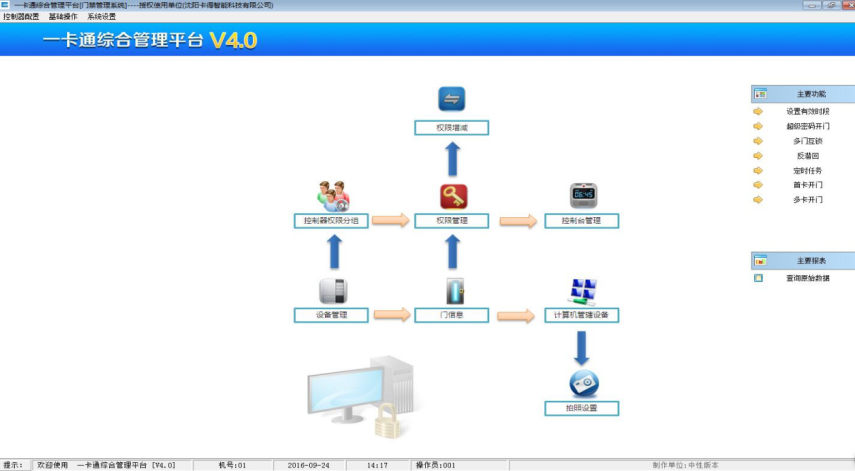 一卡通综合管理平台[门禁管理系统]----授权使用单位(沈阳卡得智能科技有限公司)
控制器配置 基础操作 系统设置
一卡通综合管理平台 V4.0
权限增减
控制器权限分组
权限管理
控制台管理
设备管理
门信息
计算机管辖设备
拍照设置
主要功能
设置有效时段
超级密码开门
多门互锁
反潜回
定时任务
首卡开门
多卡开门
主要报表
查询原始数据
06:45
提示: 欢迎使用 一卡通综合管理平台 [V4.0] 机号:01 2016-09-24 14:17 操作员:001 制作单位:中性版本